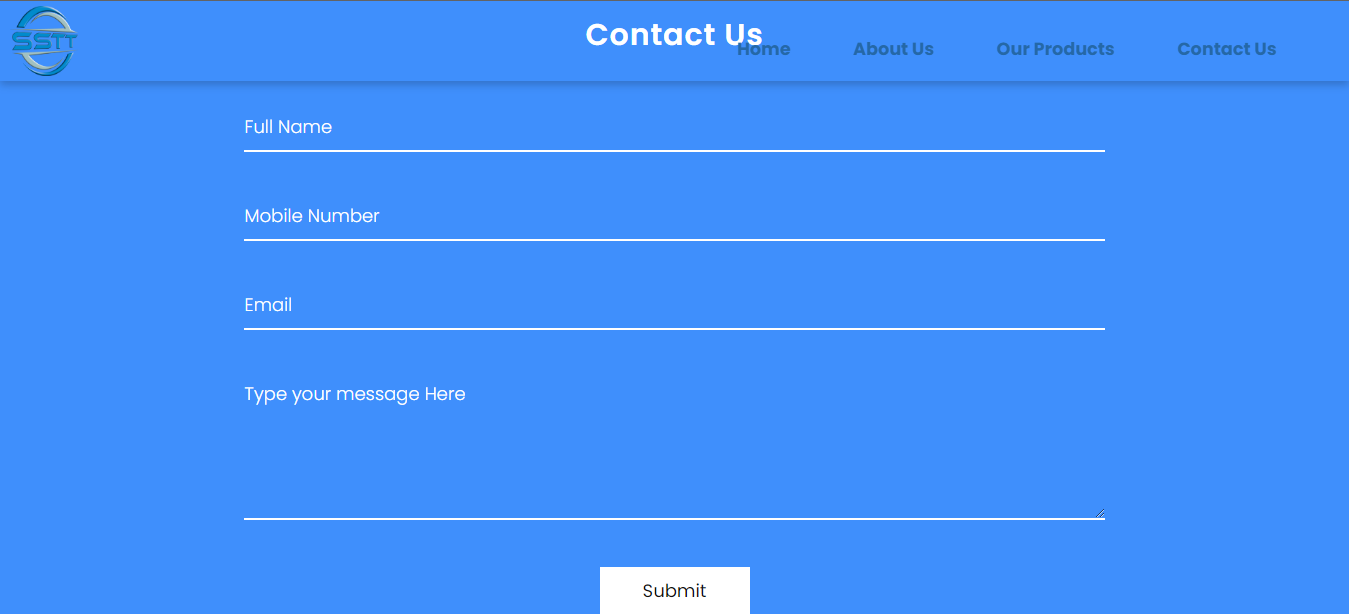 SSTT
Contact Us
Home About Us Our Products Contact Us
Full Name
Mobile Number
Email
Type your message Here
Submit